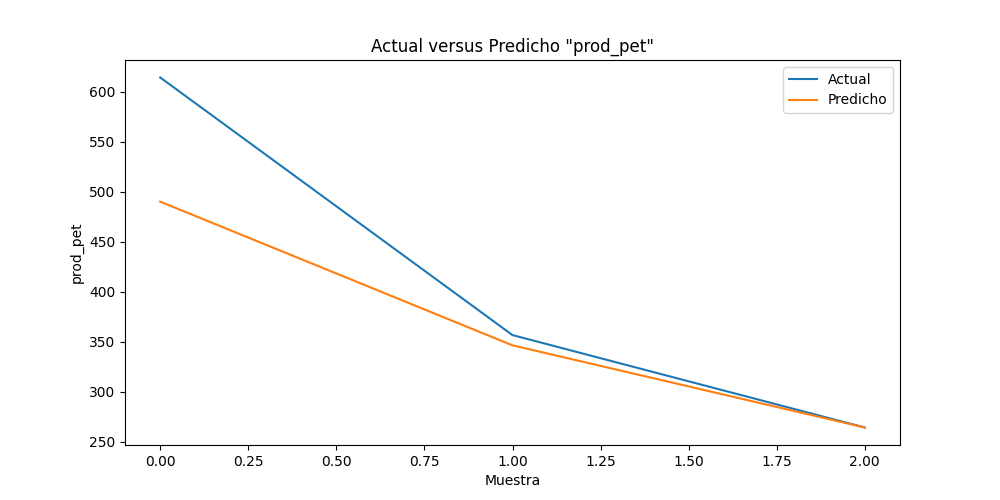 Actual versus Predicho "prod_pet"
Actual
Predicho
prod_pet
600
550
500
450
400
350
300
250
0.00 0.25 0.50 0.75 1.00 1.25 1.50 1.75 2.00
Muestra